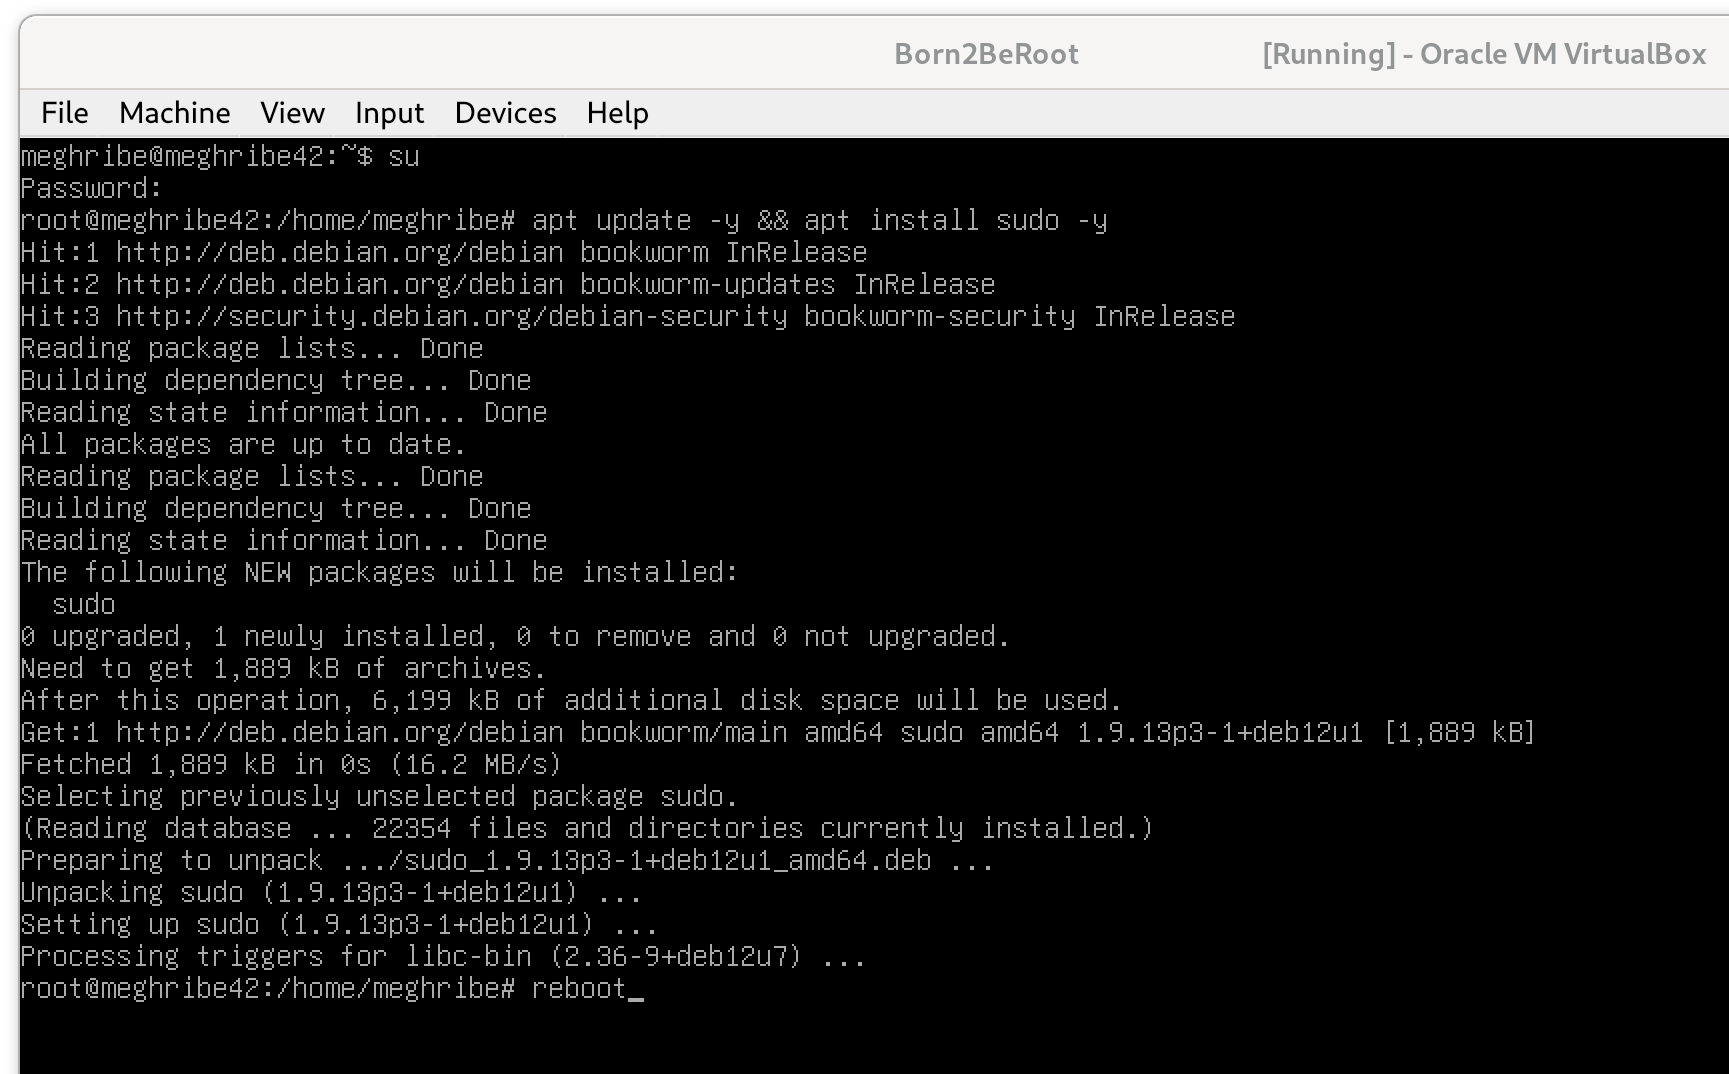 Born2BeRoot [Running] - Oracle VM VirtualBox
File Machine View Input Devices Help
meghribe@meghribe42:~$ su
Password:
root@meghribe42:/home/meghribe# apt update -y && apt install sudo -y
Hit:1 http://deb.debian.org/debian bookworm InRelease
Hit:2 http://deb.debian.org/debian bookworm-updates InRelease
Hit:3 http://security.debian.org/debian-security bookworm-security InRelease
Reading package lists... Done
Building dependency tree... Done
Reading state information... Done
All packages are up to date.
Reading package lists... Done
Building dependency tree... Done
Reading state information... Done
The following NEW packages will be installed:
  sudo
0 upgraded, 1 newly installed, 0 to remove and 0 not upgraded.
Need to get 1,889 kB of archives.
After this operation, 6,199 kB of additional disk space will be used.
Get:1 http://deb.debian.org/debian bookworm/main amd64 sudo amd64 1.9.13p3-1+deb12u1 [1,889 kB]
Fetched 1,889 kB in 0s (16.2 MB/s)
Selecting previously unselected package sudo.
(Reading database ... 22354 files and directories currently installed.)
Preparing to unpack .../sudo_1.9.13p3-1+deb12u1_amd64.deb ...
Unpacking sudo (1.9.13p3-1+deb12u1) ...
Setting up sudo (1.9.13p3-1+deb12u1) ...
Processing triggers for libc-bin (2.36-9+deb12u7) ...
root@meghribe42:/home/meghribe# reboot_